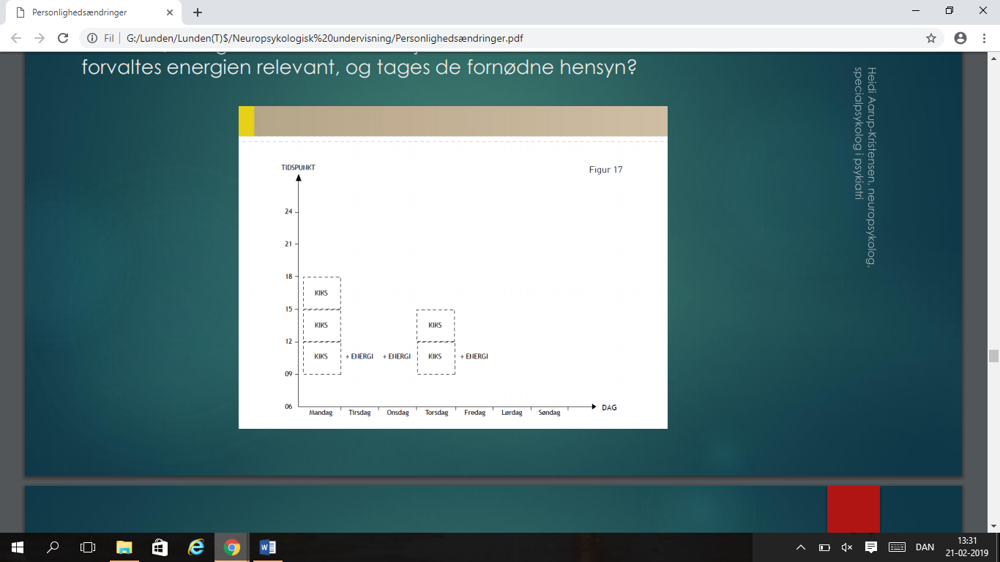 Personlighedsændringer
Fil
G:/Lunden/Lunden(T)$/Neuropsykologisk%20undervisning/Personlighedsændringer.pdf
forvaltes energien relevant, og tages de fornødne hensyn?
Heidi Aarup-Kristensen, neuropsykolog,
specialpsykolog i psykiatri
TIDSPUNKT
Figur 17
24
21
18
KIKS
15
KIKS KIKS
12
KIKS ÷ ENERGI ÷ ENERGI KIKS ÷ ENERGI
09
06
DAG
Mandag Tirsdag Onsdag Torsdag Fredag Lørdag Søndag
DAN
13:31
21-02-2019